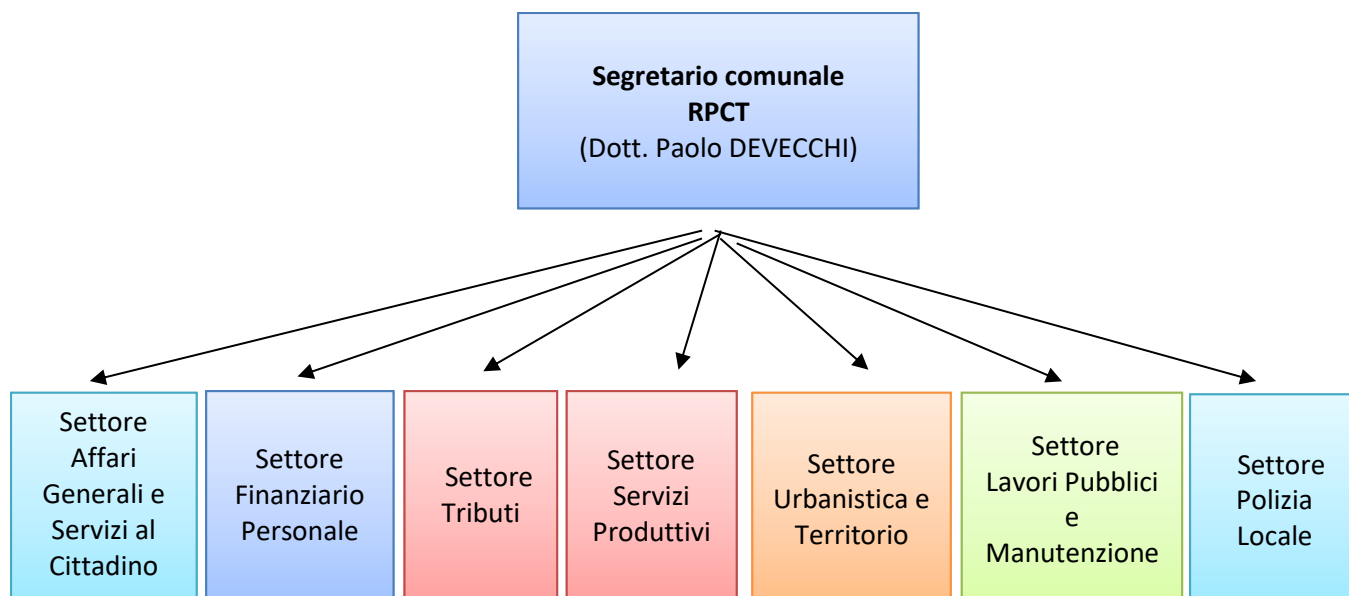 Segretario comunale
RPCT
(Dott. Paolo DEVECCHI)
Settore
Affari
Generali e
Servizi al
Cittadino
Settore
Finanziario
Personale
Settore
Tributi
Settore
Servizi
Produttivi
Settore
Urbanistica e
Territorio
Settore
Lavori Pubblici
e
Manutenzione
Settore
Polizia
Locale